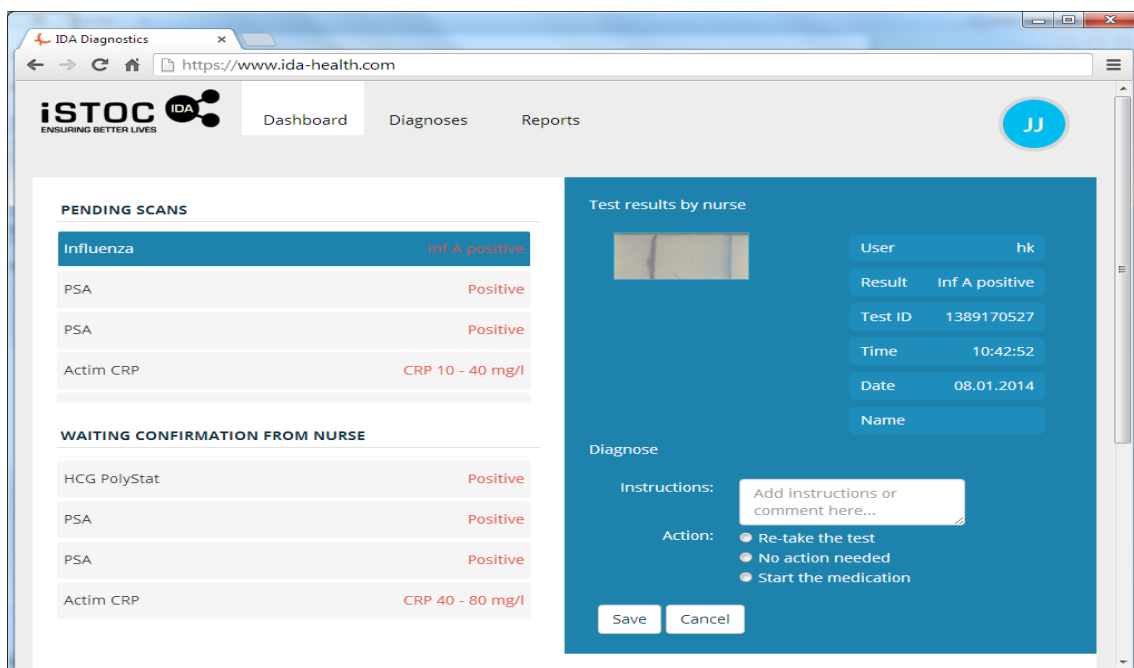 IDA Diagnostics
https://www.ida-health.com
iSTOC IDA
ENSURING BETTER LIVES
Dashboard Diagnoses Reports
JJ
PENDING SCANS
Influenza Inf A positive
PSA Positive
PSA Positive
Actim CRP CRP 10 - 40 mg/l
WAITING CONFIRMATION FROM NURSE
HCG PolyStat Positive
PSA Positive
PSA Positive
Actim CRP CRP 40 - 80 mg/l
Test results by nurse
User hk
Result Inf A positive
Test ID 1389170527
Time 10:42:52
Date 08.01.2014
Name
Diagnose
Instructions: Add instructions or
comment here...
Action: Re-take the test
No action needed
Start the medication
Save Cancel